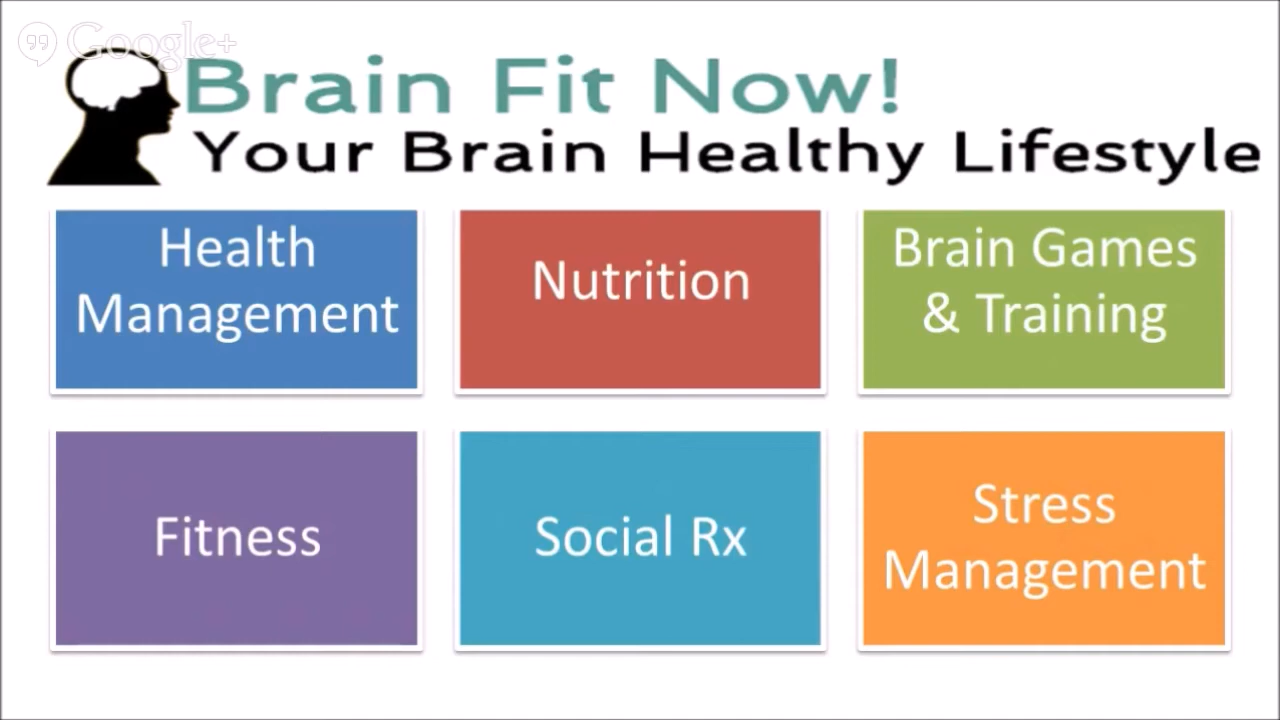 Google+
Brain Fit Now!
Your Brain Healthy Lifestyle
Health
Management
Nutrition
Brain Games
& Training
Fitness
Social Rx
Stress
Management